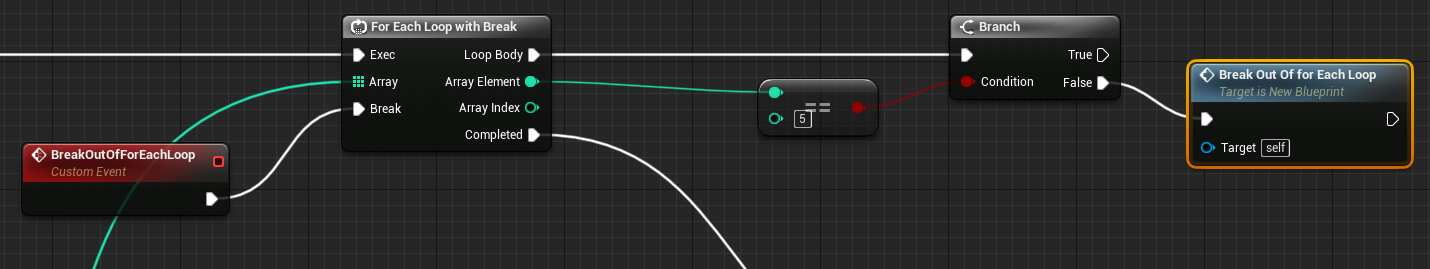 For Each Loop with Break
Exec
Loop Body
Array
Array Element
Break
Array Index
Completed
BreakOutOfForEachLoop
Custom Event
==
5
Branch
True
Condition
False
Break Out Of for Each Loop
Target is New Blueprint
Target self